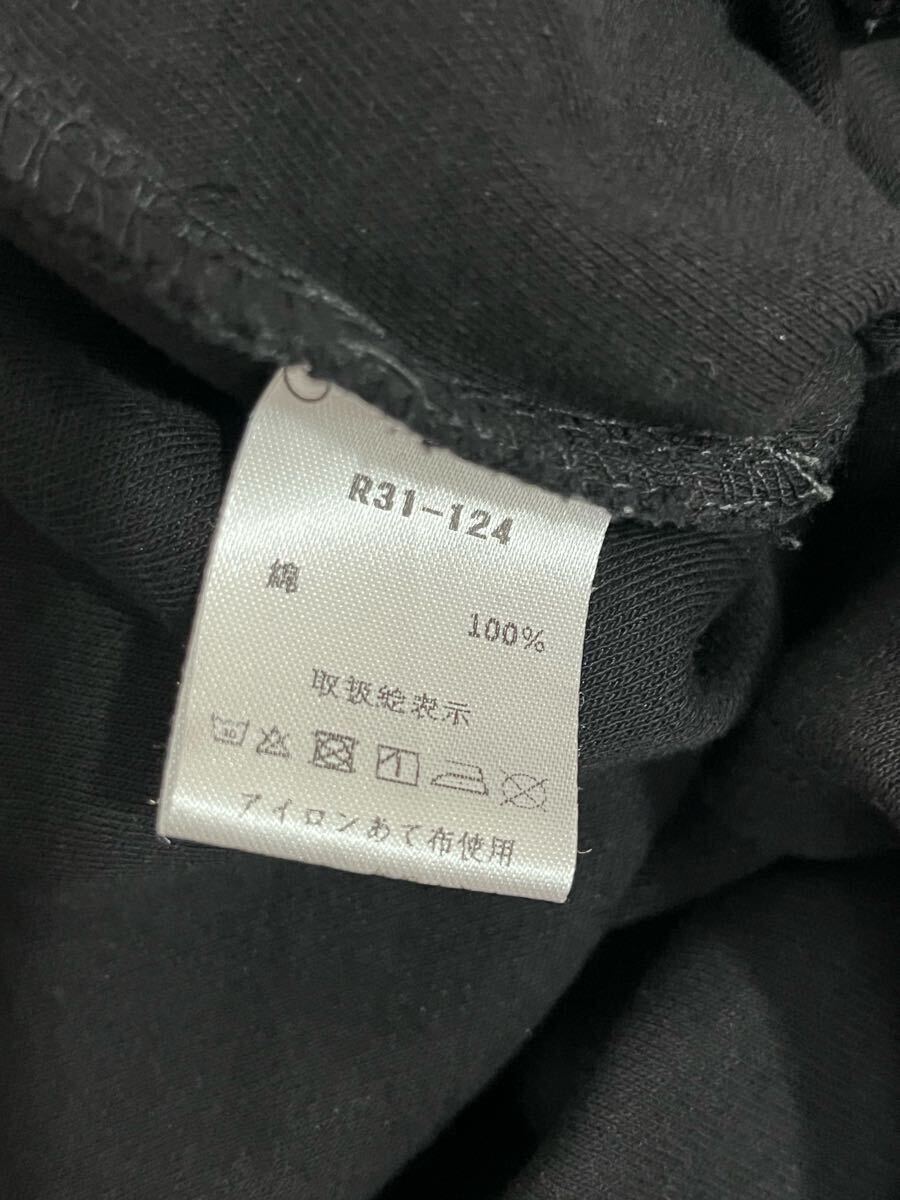 R31-124
綿
100%
取扱絵表示
アイロンあて布使用